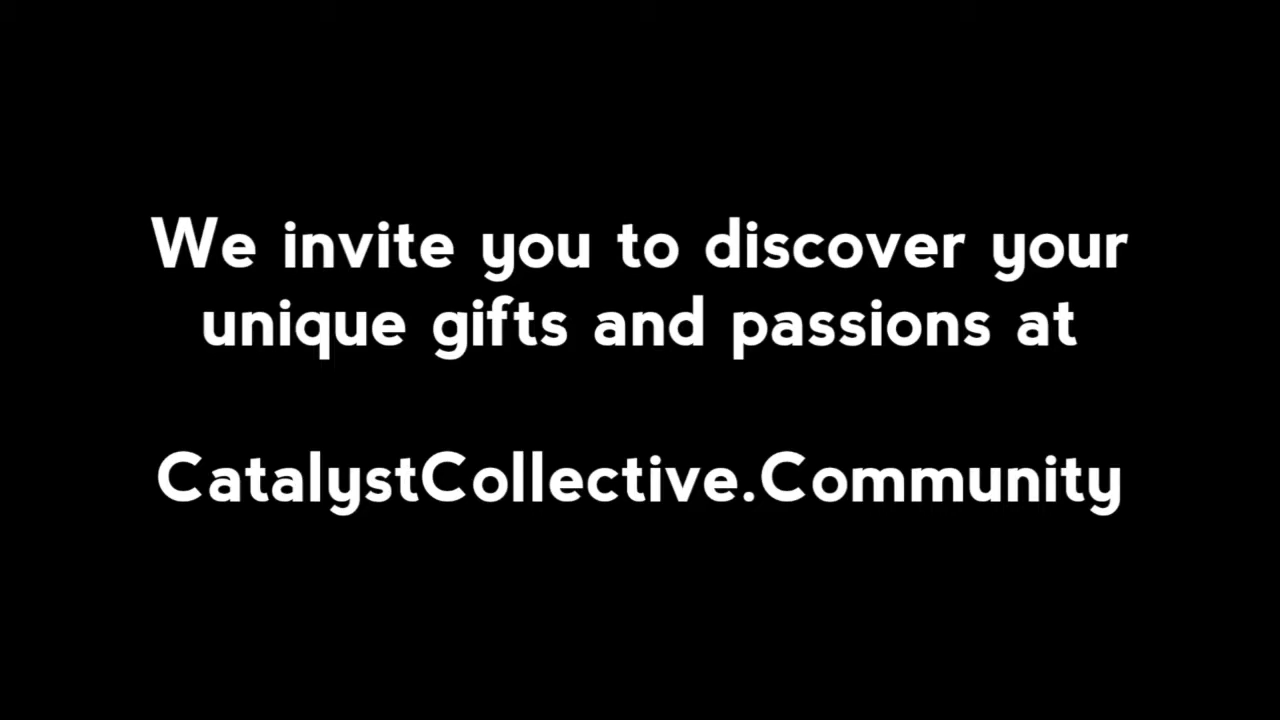 We invite you to discover your
unique gifts and passions at
CatalystCollective.Community